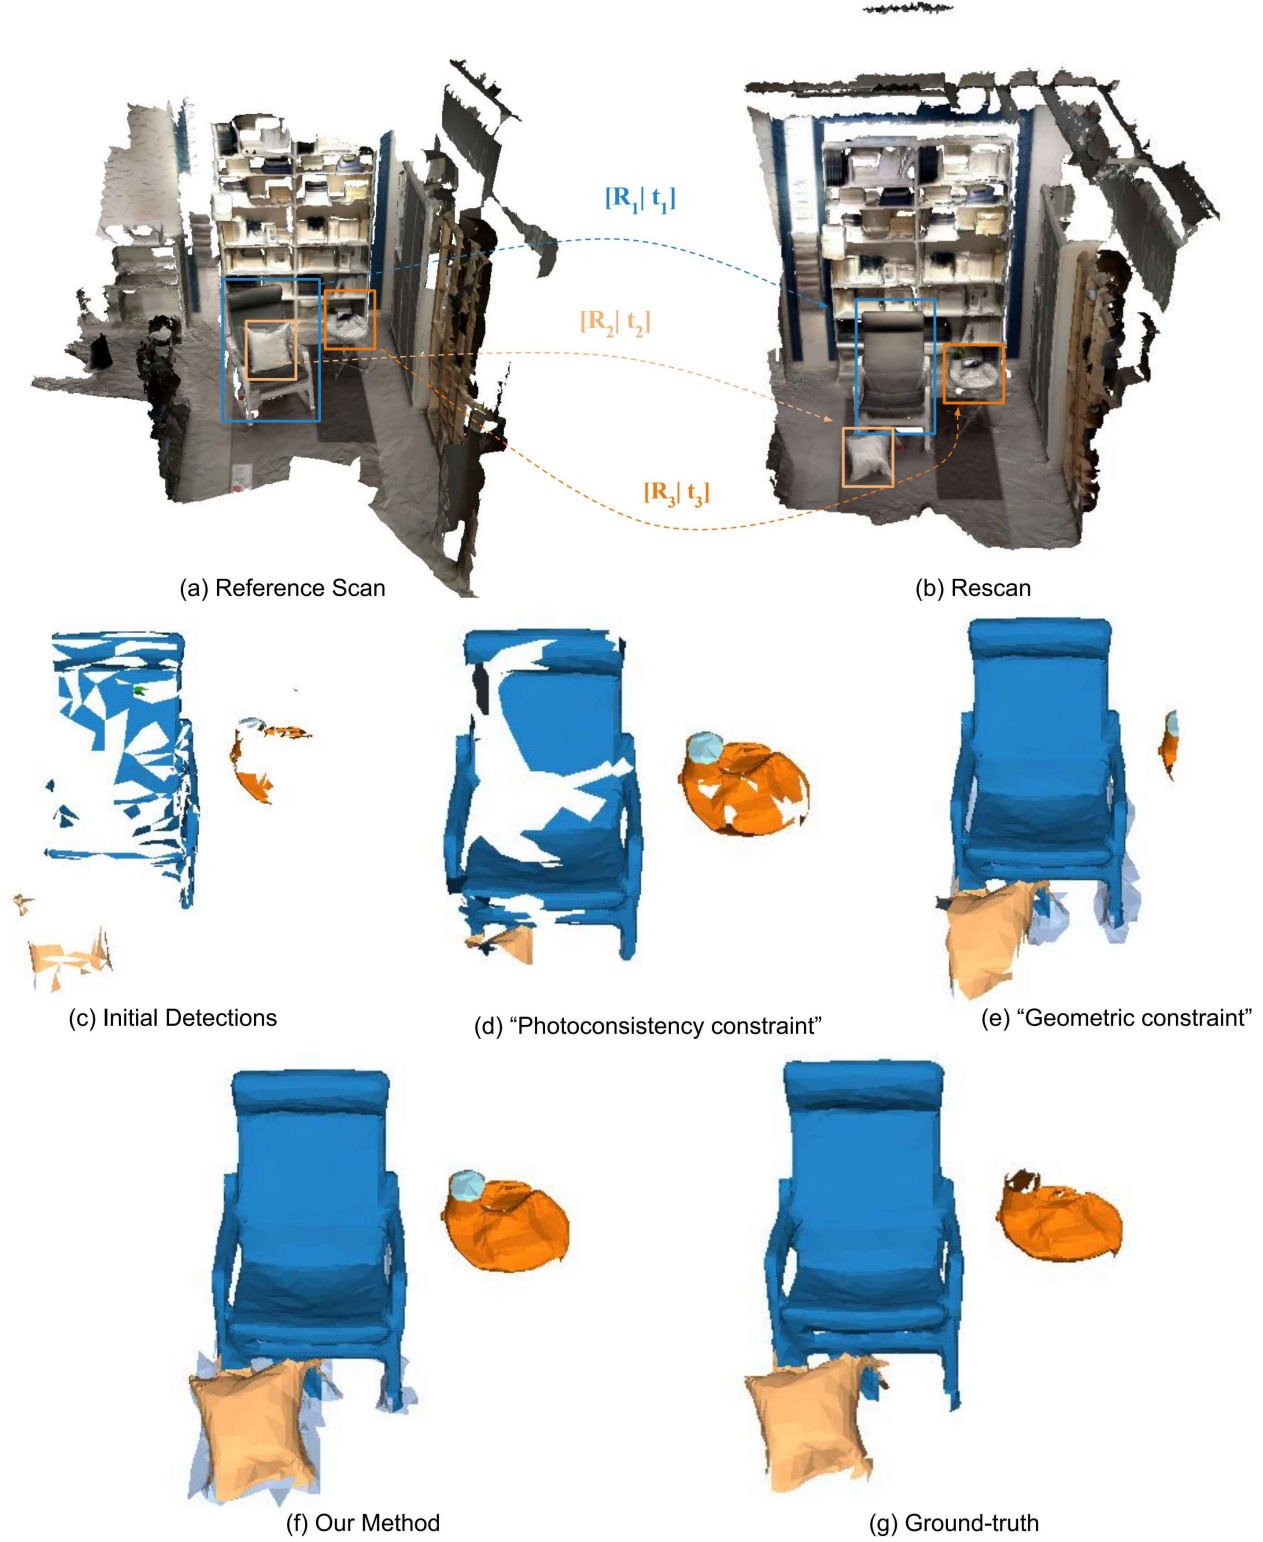 [R1| t1]
[R2| t2]
[R3| t3]
(a) Reference Scan
(b) Rescan
(c) Initial Detections
(d) “Photoconsistency constraint”
(e) “Geometric constraint”
(f) Our Method
(g) Ground-truth